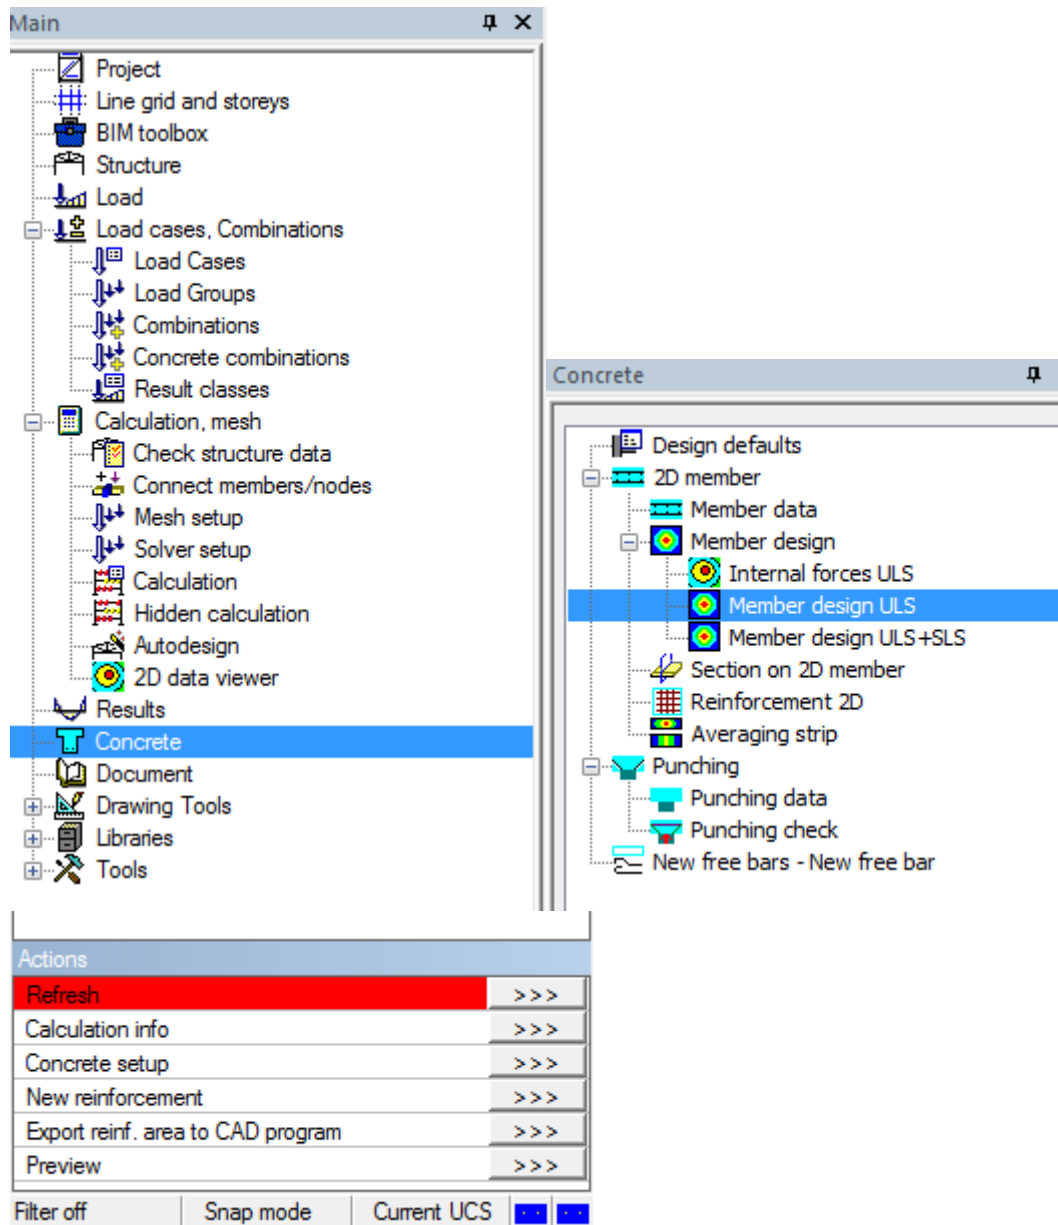 Main
Project
Line grid and storeys
BIM toolbox
Structure
Load
Load cases, Combinations
Load Cases
Load Groups
Combinations
Concrete combinations
Result classes
Calculation, mesh
Check structure data
Connect members/nodes
Mesh setup
Solver setup
Calculation
Hidden calculation
Autodesign
2D data viewer
Results
Concrete
Document
Drawing Tools
Libraries
Tools
Concrete
Design defaults
2D member
Member data
Member design
Internal forces ULS
Member design ULS
Member design ULS+SLS
Section on 2D member
Reinforcement 2D
Averaging strip
Punching
Punching data
Punching check
New free bars - New free bar
Actions
Refresh >>>
Calculation info >>>
Concrete setup >>>
New reinforcement >>>
Export reinf. area to CAD program >>>
Preview >>>
Filter off Snap mode Current UCS